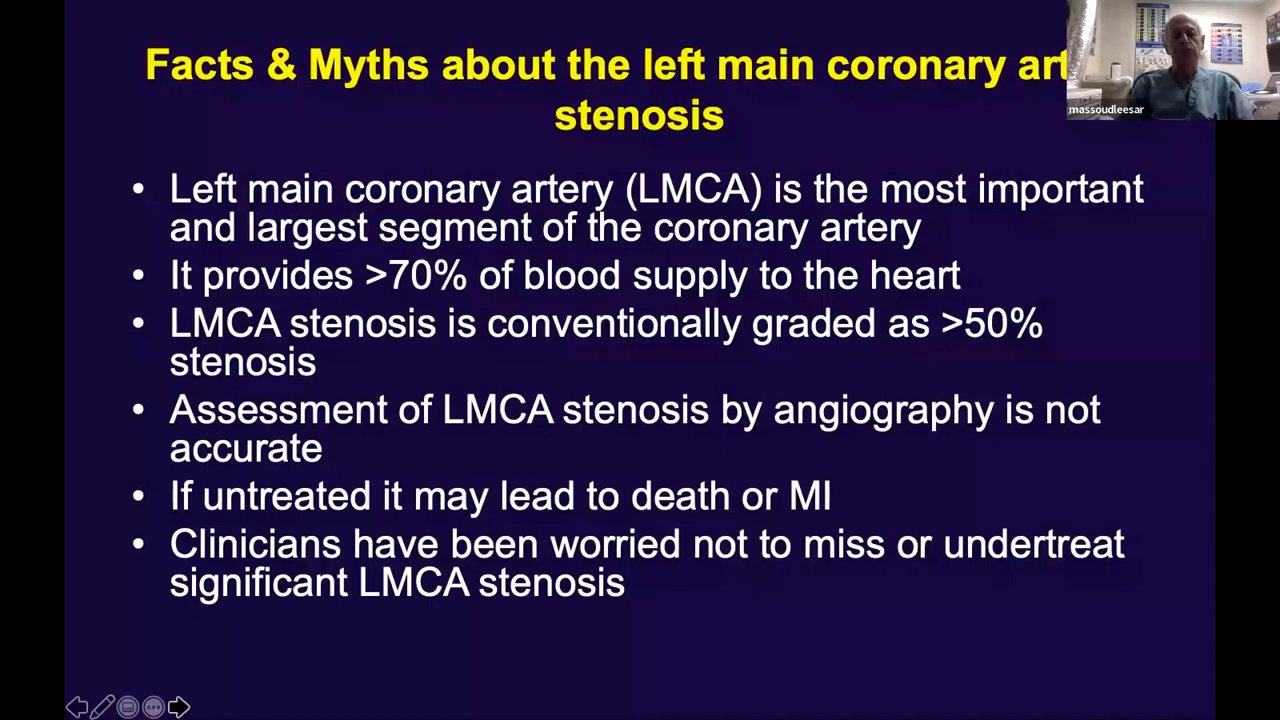 Facts & Myths about the left main coronary art
stenosis
massoudleesar
• Left main coronary artery (LMCA) is the most important
and largest segment of the coronary artery
• It provides >70% of blood supply to the heart
• LMCA stenosis is conventionally graded as >50%
stenosis
• Assessment of LMCA stenosis by angiography is not
accurate
• If untreated it may lead to death or MI
• Clinicians have been worried not to miss or undertreat
significant LMCA stenosis